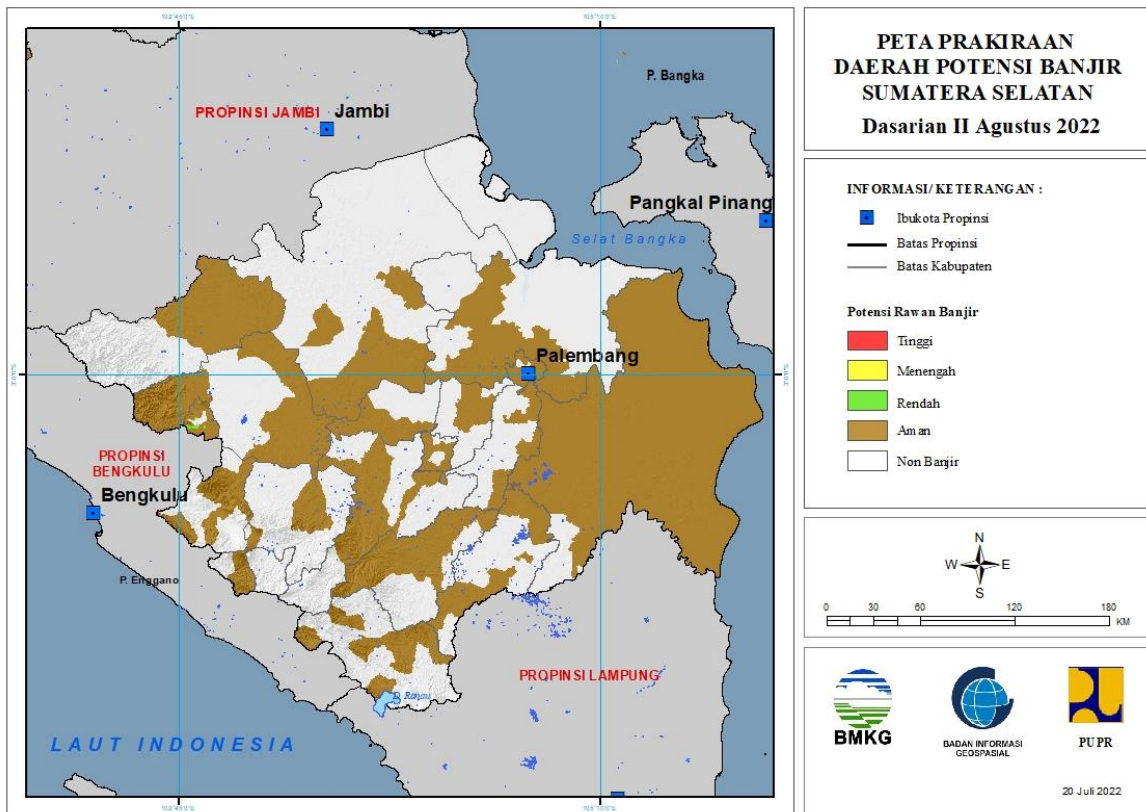 PETA PRAKIRAAN
DAERAH POTENSI BANJIR
SUMATERA SELATAN
Dasarian II Agustus 2022
INFORMASI/ KETERANGAN :
Ibukota Propinsi
Batas Propinsi
Batas Kabupaten
Potensi Rawan Banjir
Tinggi
Menengah
Rendah
Aman
Non Banjir
N
W E
S
0 30 60 120 180
KM
BMKG
BADAN INFORMASI
GEOSPASIAL
PUPR
20 Juli 2022
P. Bangka
PROPINSI JAMBI
Jambi
Pangkal Pinang
Selat Bangka
Palembang
PROPINSI
BENGKULU
Bengkulu
P. Enggano
PROPINSI LAMPUNG
D. Ranau
LAUT INDONESIA